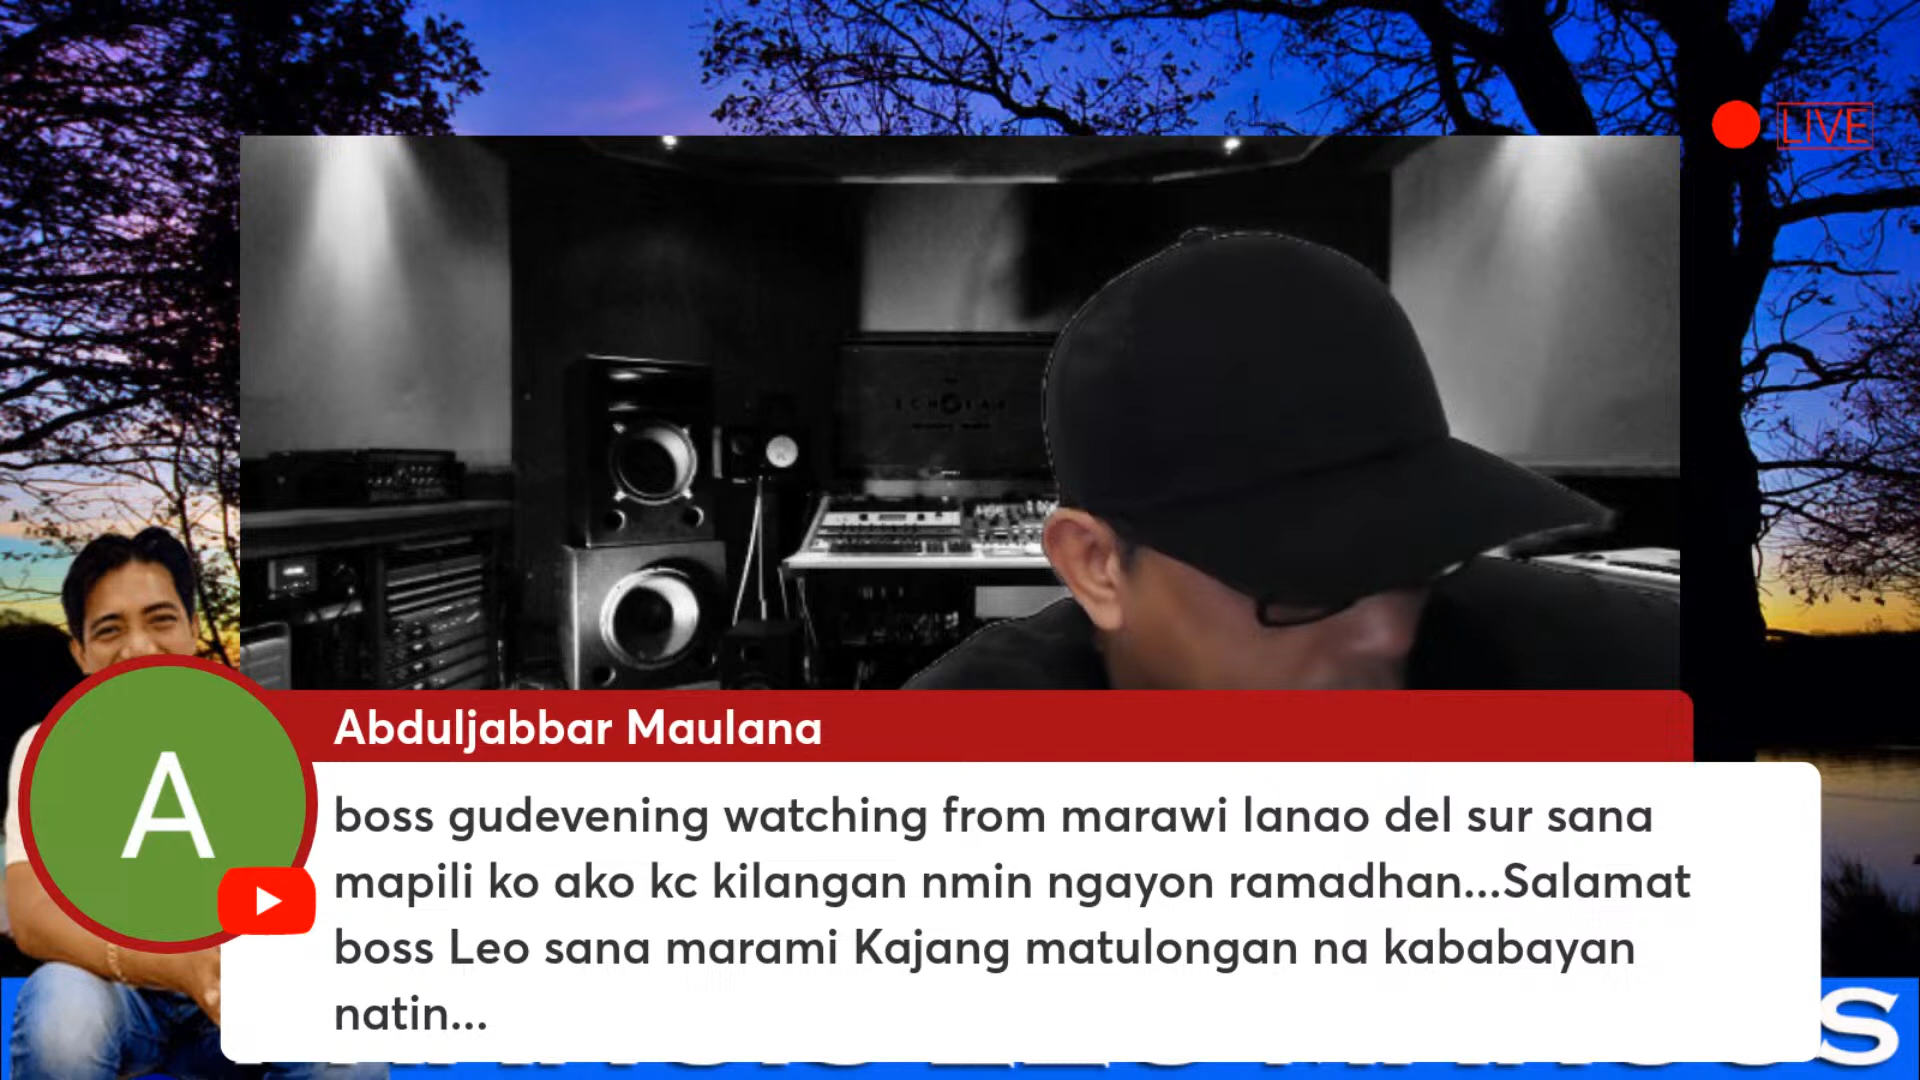 LIVE
Abduljabbar Maulana
A
boss gudevening watching from marawi lanao del sur sana
mapili ko ako kc kilangan nmin ngayon ramadhan...Salamat
boss Leo sana marami Kajang matulongan na kababayan
natin...